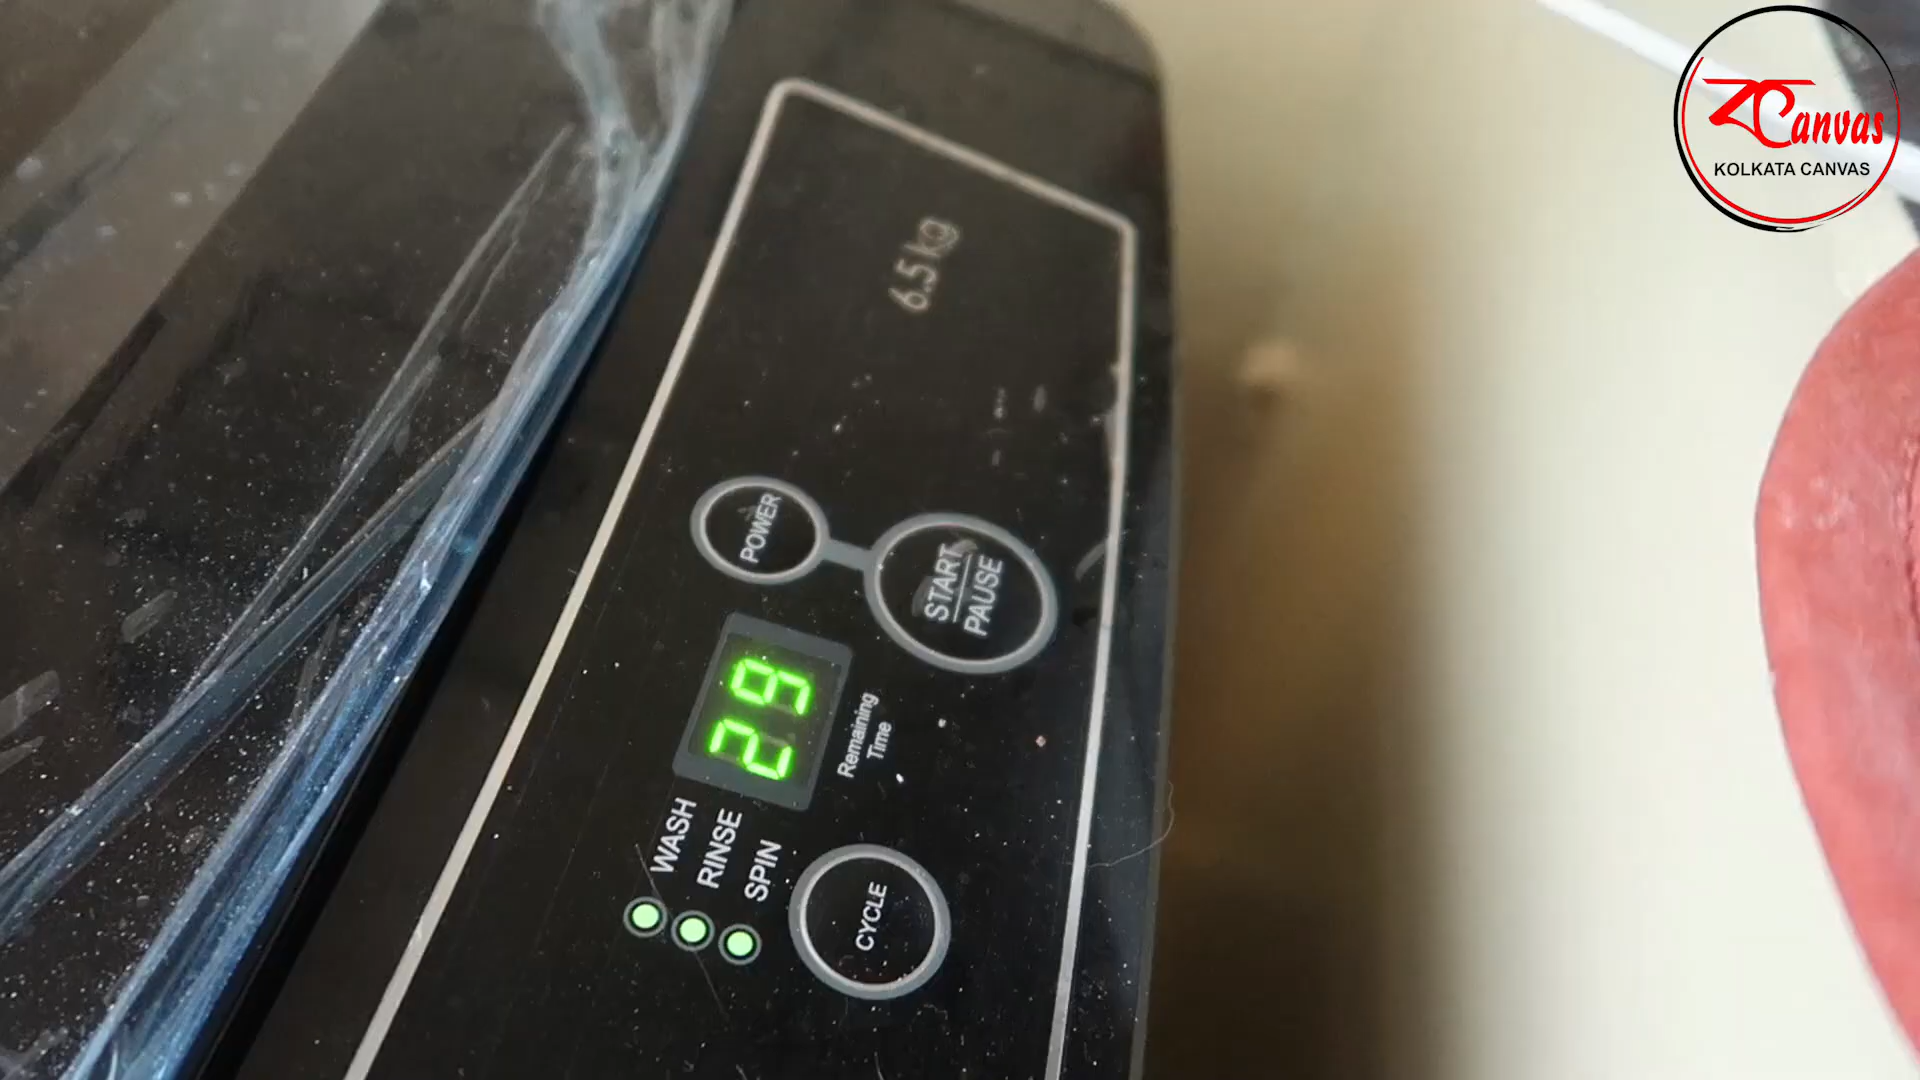 6.5 kg
POWER
START
PAUSE
29
Remaining
Time
WASH
RINSE
SPIN
CYCLE
Canvas
KOLKATA CANVAS